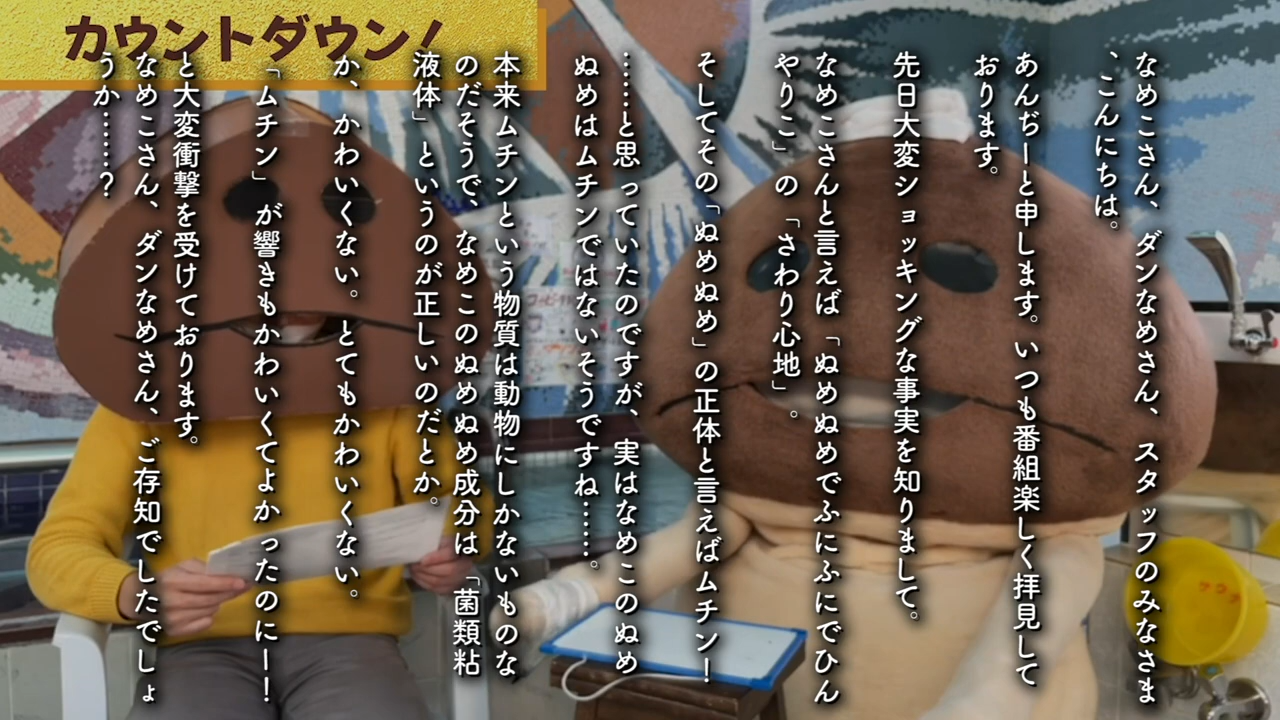 カウントダウン！
なめこさん、ダンなめさん、スタッフのみなさま
、こんにちは。
あんぢーと申します。いつも番組楽しく拝見して
おります。
先日大変ショッキングな事実を知りまして。
なめこさんと言えば「ぬめぬめでふにふにでひん
やりこ」の「さわり心地」。
そしてその「ぬめぬめ」の正体と言えばムチン！
……と思っていたのですが、実はなめこのぬめ
ぬめはムチンではないそうですね……。
本来ムチンという物質は動物にしかないものな
のだそうで、なめこのぬめぬめ成分は「菌類粘
液体」というのが正しいのだとか。
か、かわいくない。とてもかわいくない。
「ムチン」が響きもかわいくてよかったのにー！
と大変衝撃を受けております。
なめこさん、ダンなめさん、ご存知でしたでしょ
うか………？